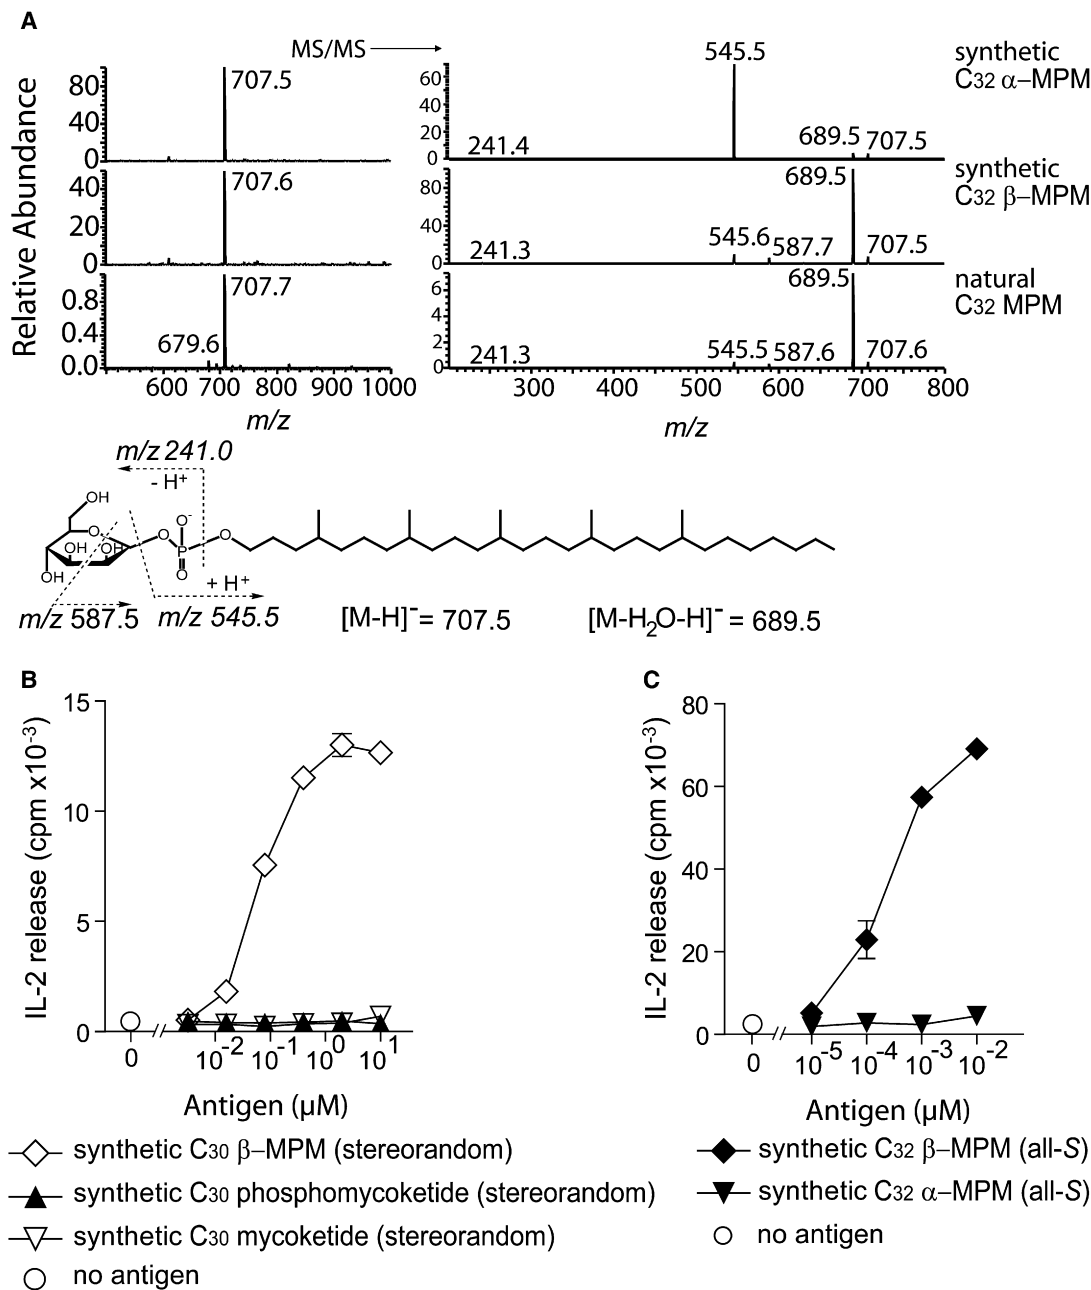 A
MS/MS
707.5
80
40
0
545.5
60
40
20
0
241.4
689.5
707.5
synthetic
C32 α–MPM
Relative Abundance
707.6
40
20
0
80
40
0
241.3
545.6
587.7
689.5
707.5
synthetic
C32 β–MPM
707.7
0.8
0.4
0.0
679.6
6
4
2
0
241.3
545.5
587.6
689.5
707.6
natural
C32 MPM
600 700 800 900 1000
m/z
300 400 500 600 700 800
m/z
m/z 241.0
- H+
OH
O
OH
OH
OH
O
O-
P
O
O
+ H+
m/z 587.5
m/z 545.5
[M-H]- = 707.5
[M-H2O-H]- = 689.5
B
IL-2 release (cpm x10-3)
15
10
5
0
0 10-2 10-1 100 101
Antigen (µM)
synthetic C30 β–MPM (stereorandom)
synthetic C30 phosphomycoketide (stereorandom)
synthetic C30 mycoketide (stereorandom)
no antigen
C
IL-2 release (cpm x10-3)
80
60
40
20
0
0 10-5 10-4 10-3 10-2
Antigen (µM)
synthetic C32 β–MPM (all-S)
synthetic C32 α–MPM (all-S)
no antigen